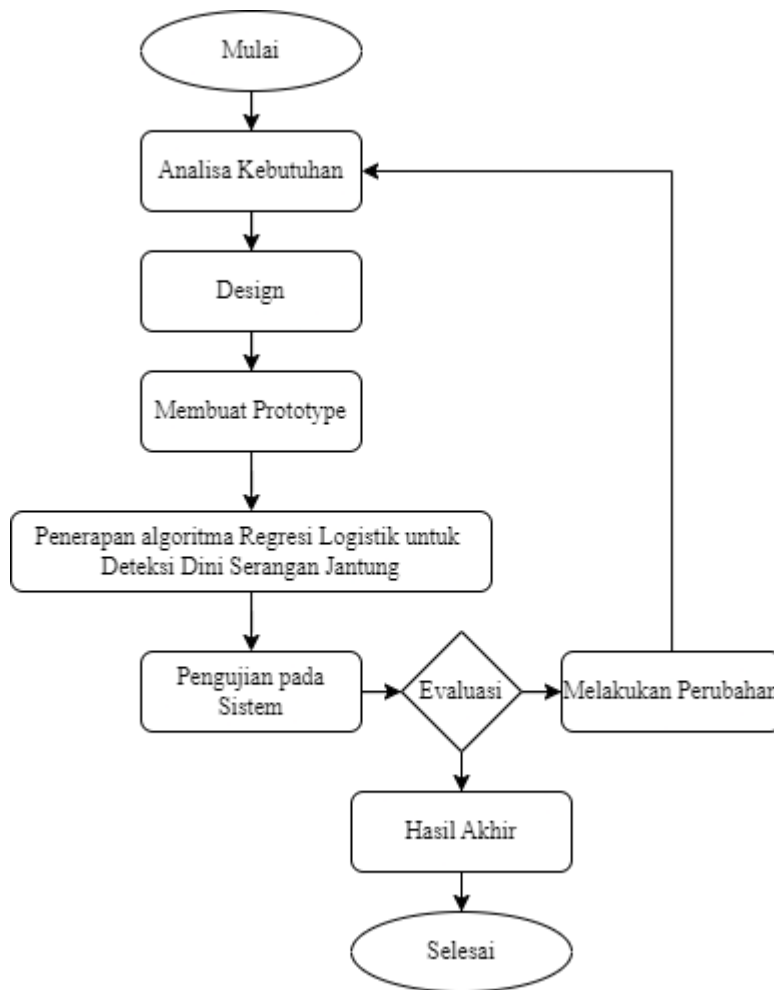 Mulai
Analisa Kebutuhan
Design
Membuat Prototype
Penerapan algoritma Regresi Logistik untuk
Deteksi Dini Serangan Jantung
Pengujian pada
Sistem
Evaluasi
Melakukan Perubahan
Hasil Akhir
Selesai